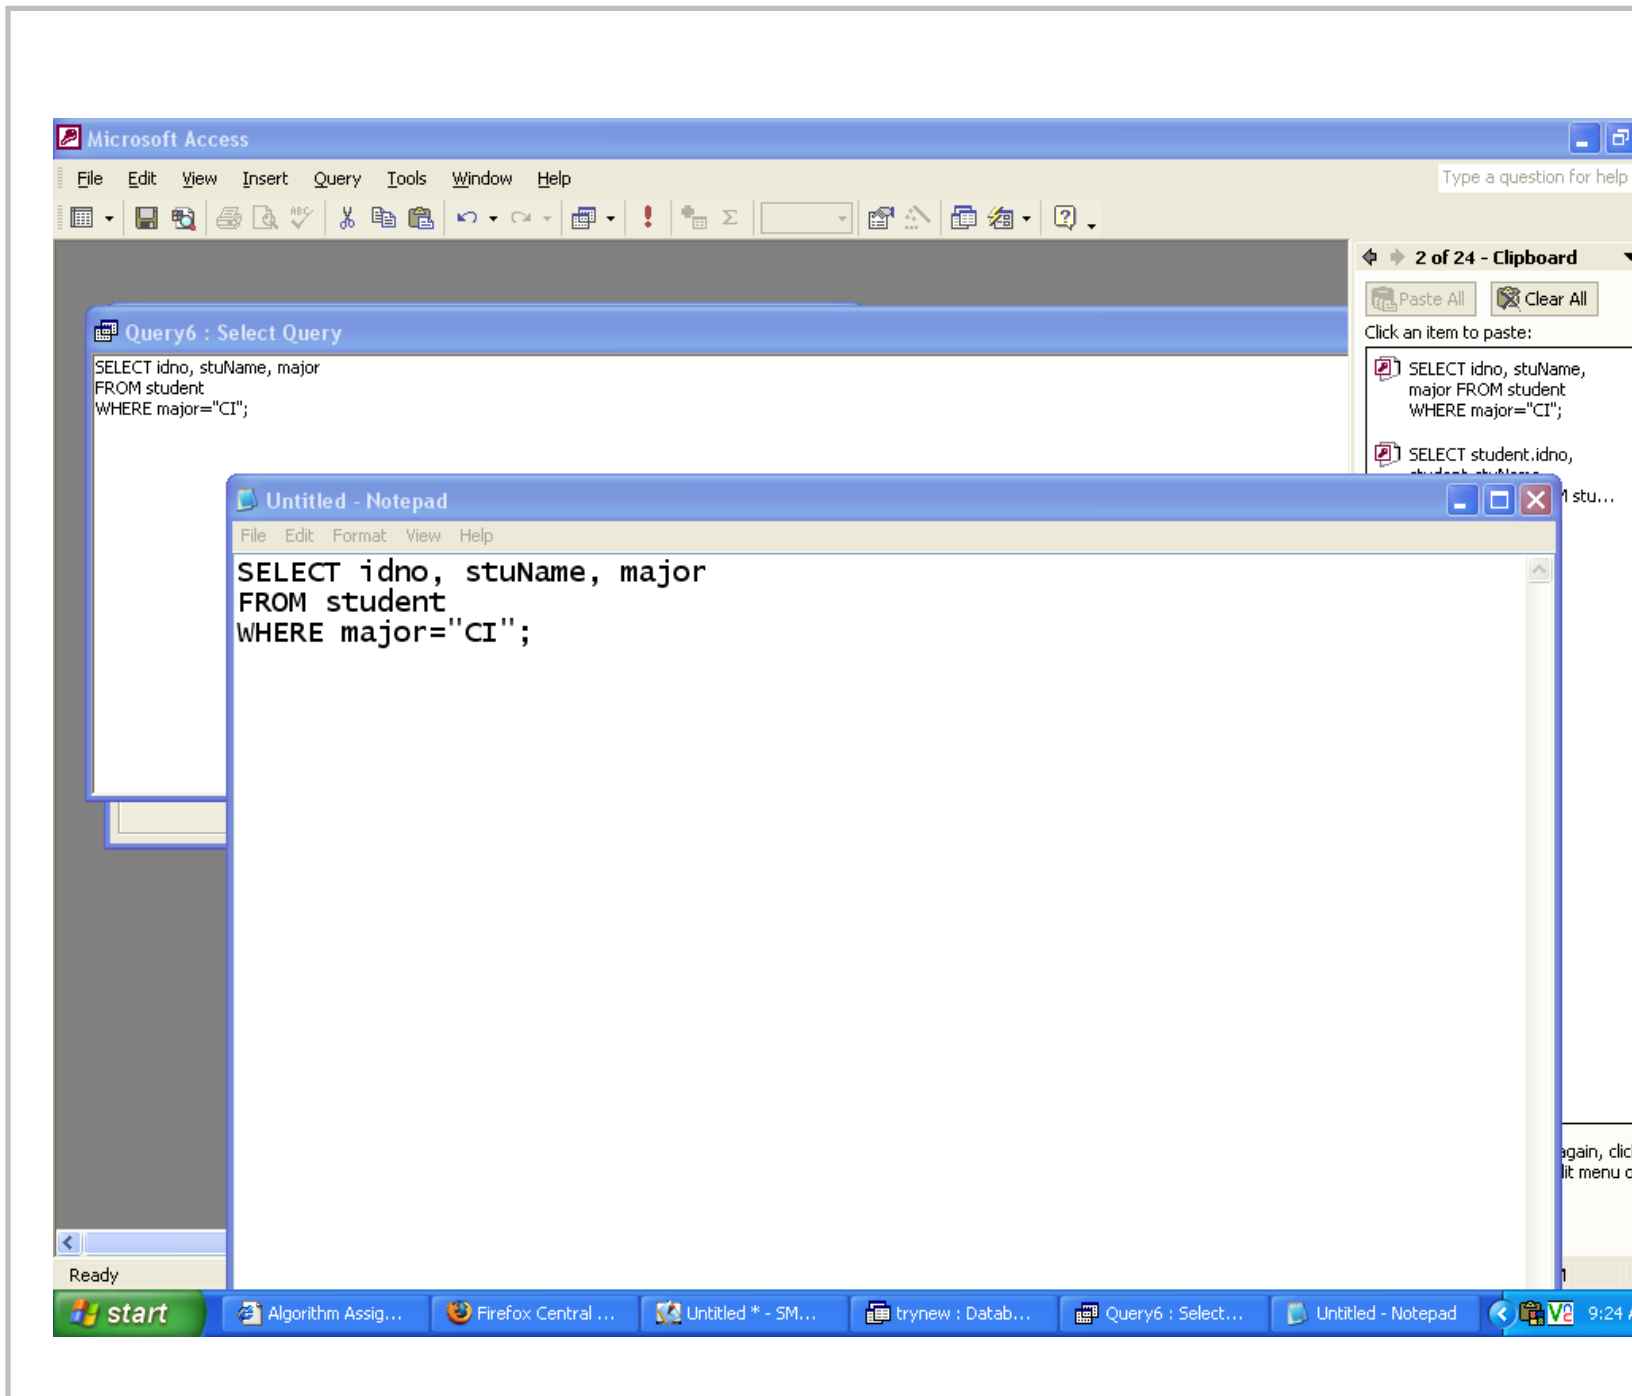 Microsoft Access
File Edit View Insert Query Tools Window Help
Type a question for help
ABC
2 of 24 - Clipboard
Paste All Clear All
Click an item to paste:
SELECT idno, stuName,
major FROM student
WHERE major="CI";
SELECT student.idno,
stu...
Query6 : Select Query
SELECT idno, stuName, major
FROM student
WHERE major="CI";
Untitled - Notepad
File Edit Format View Help
SELECT idno, stuName, major
FROM student
WHERE major="CI";
again, clic
menu
Ready
start
Algorithm Assig...
Firefox Central ...
Untitled * - SM...
trynew : Datab...
Query6 : Select...
Untitled - Notepad
9:24